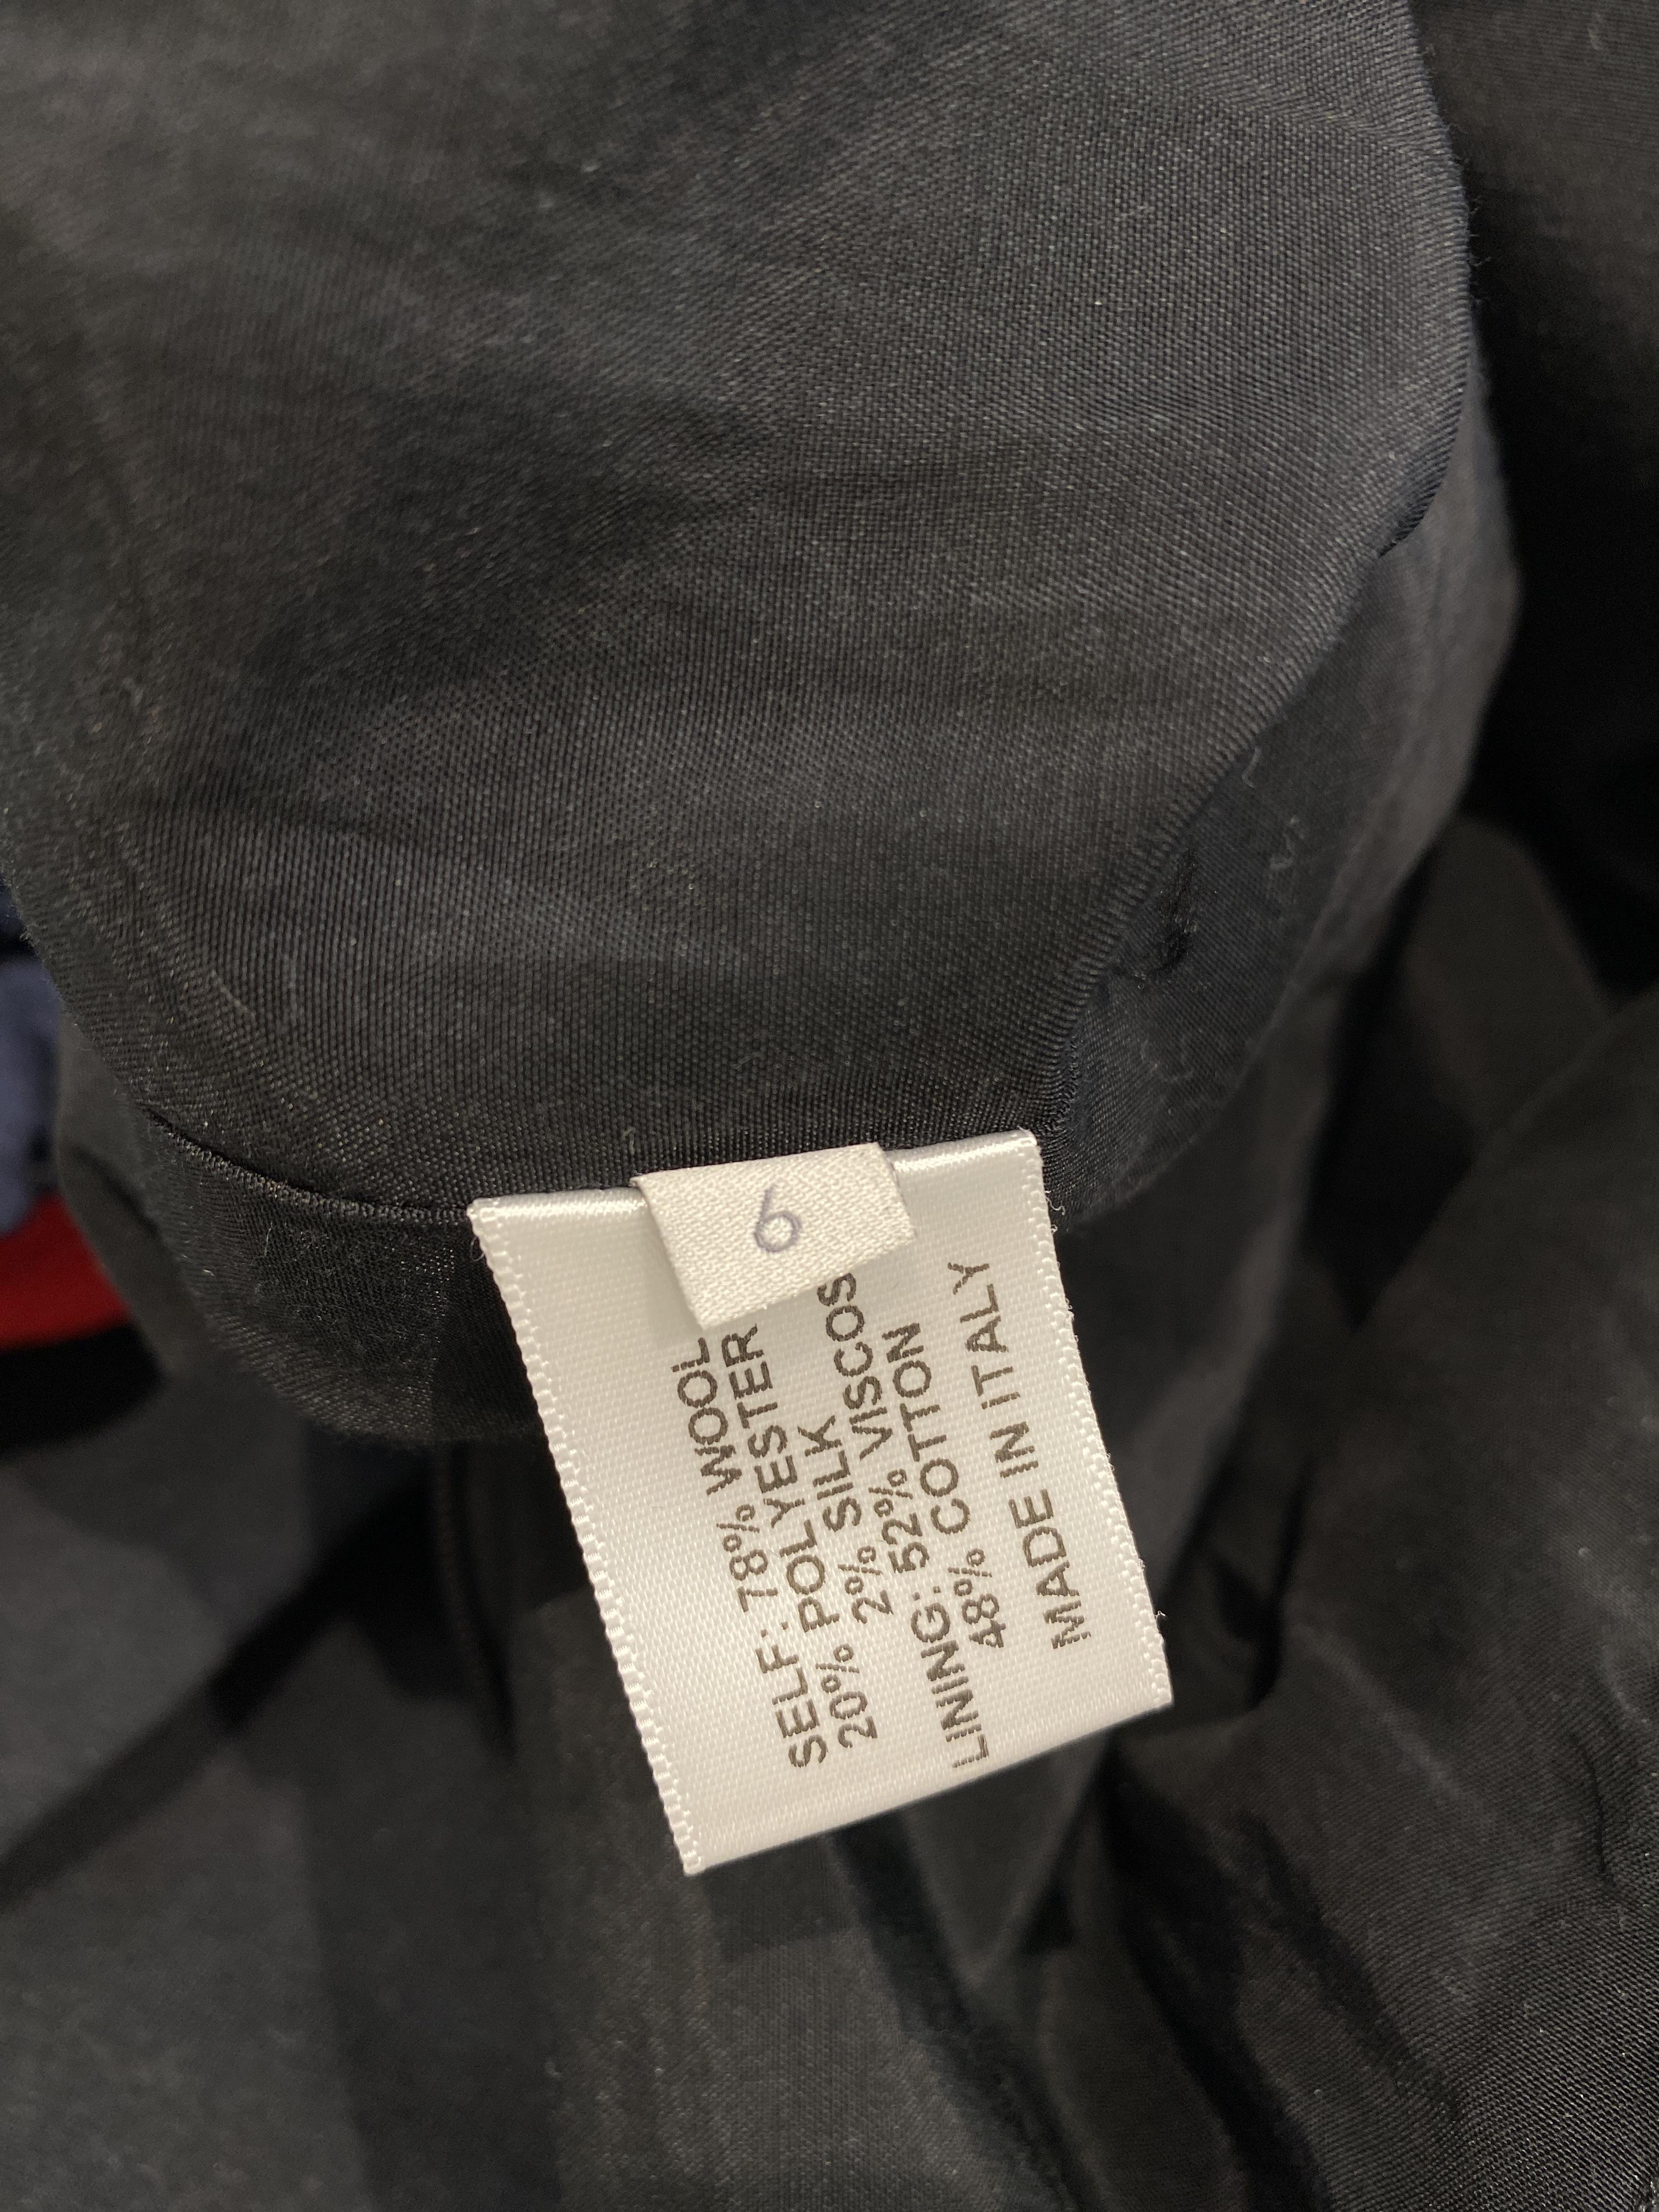 6
SELF: 78% WOOL
20% POLYESTER
2% SILK
LINING: 52% VISCOS
48% COTTON
MADE IN ITALY